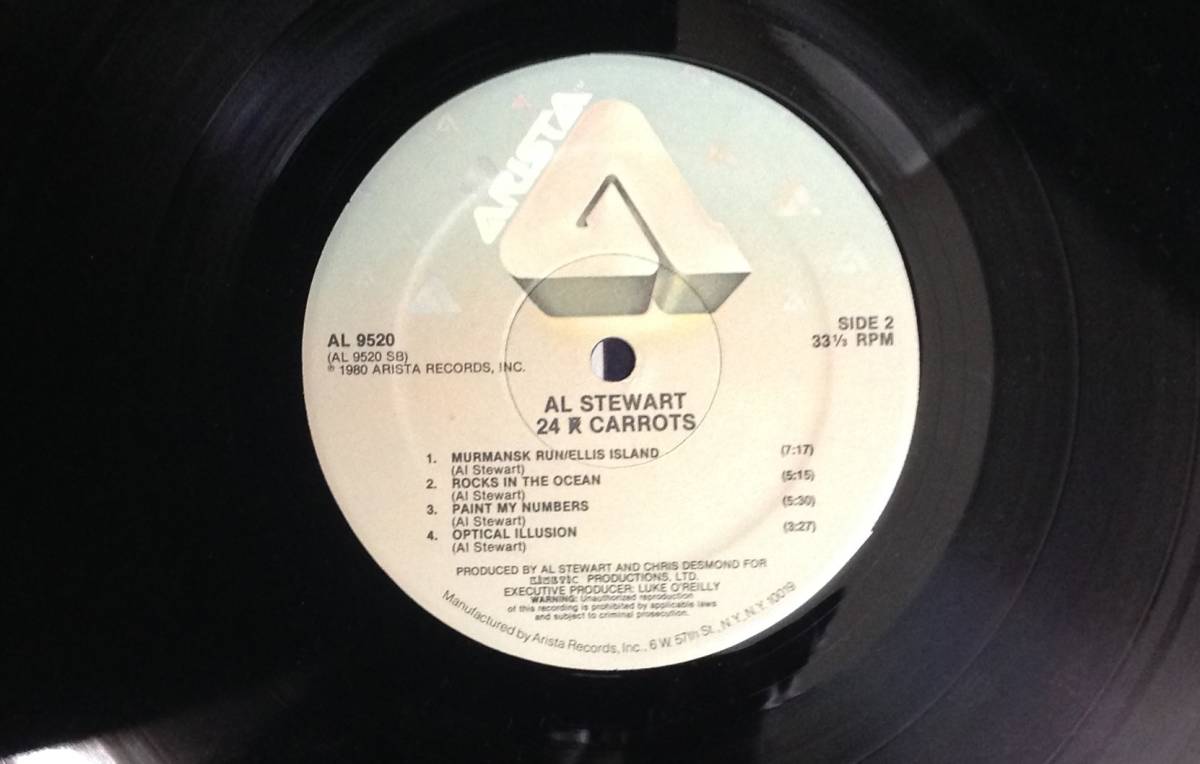 ARISTA
AL 9520
(AL 9520 SB)
℗ 1980 ARISTA RECORDS, INC.
SIDE 2
33⅓ RPM
AL STEWART
24 K CARROTS
1. MURMANSK RUN/ELLIS ISLAND (7:17)
(Al Stewart)
2. ROCKS IN THE OCEAN (5:15)
(Al Stewart)
3. PAINT MY NUMBERS (5:30)
(Al Stewart)
4. OPTICAL ILLUSION (3:27)
(Al Stewart)
PRODUCED BY AL STEWART AND CHRIS DESMOND FOR
PRODUCTIONS, LTD.
EXECUTIVE PRODUCER: LUKE O'REILLY
WARNING: Unauthorized reproduction
of this recording is prohibited by applicable laws
and subject to criminal prosecution.
Manufactured by Arista Records, Inc., 6 W. 57th St., N.Y., N.Y. 10019